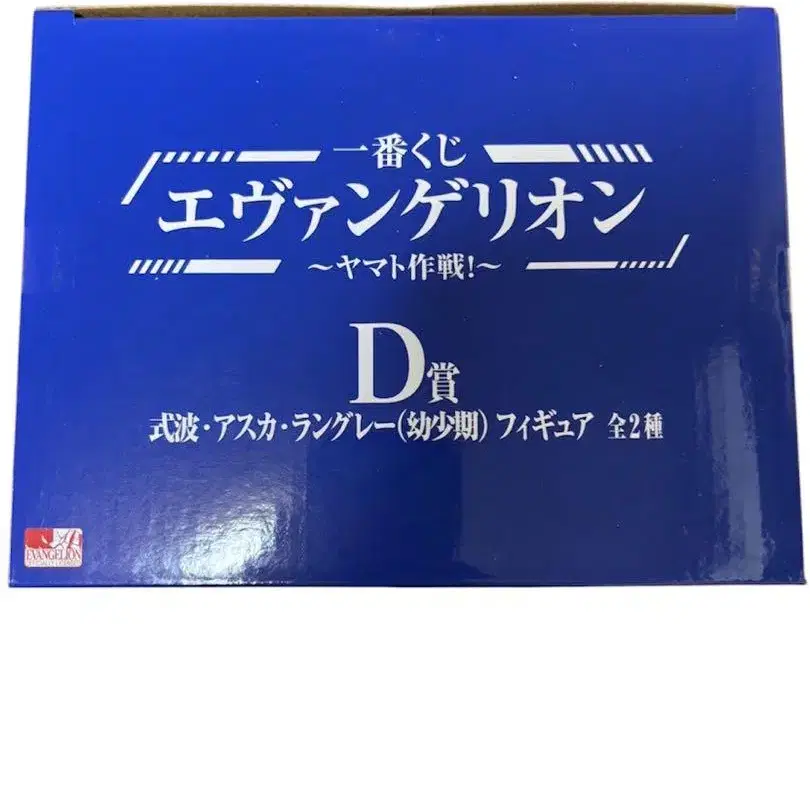 一番くじ
エヴァンゲリオン
～ヤマト作戦!～
D賞
式波・アスカ・ラングレー(幼少期) フィギュア 全2種
EVANGELION